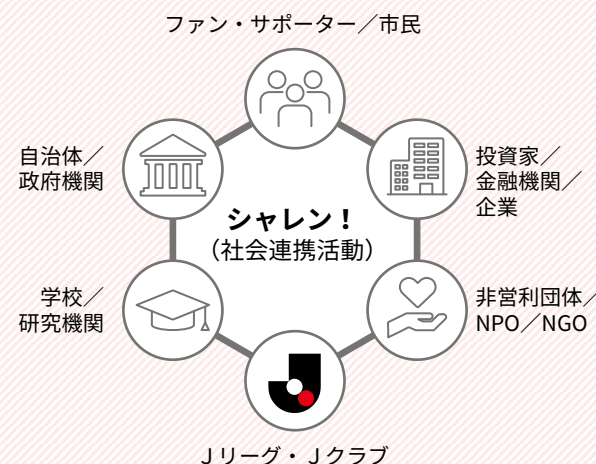 ファン・サポーター／市民
自治体／
政府機関
投資家／
金融機関／
企業
シャレン！
（社会連携活動）
学校／
研究機関
非営利団体／
NPO／NGO
Ｊリーグ・Ｊクラブ